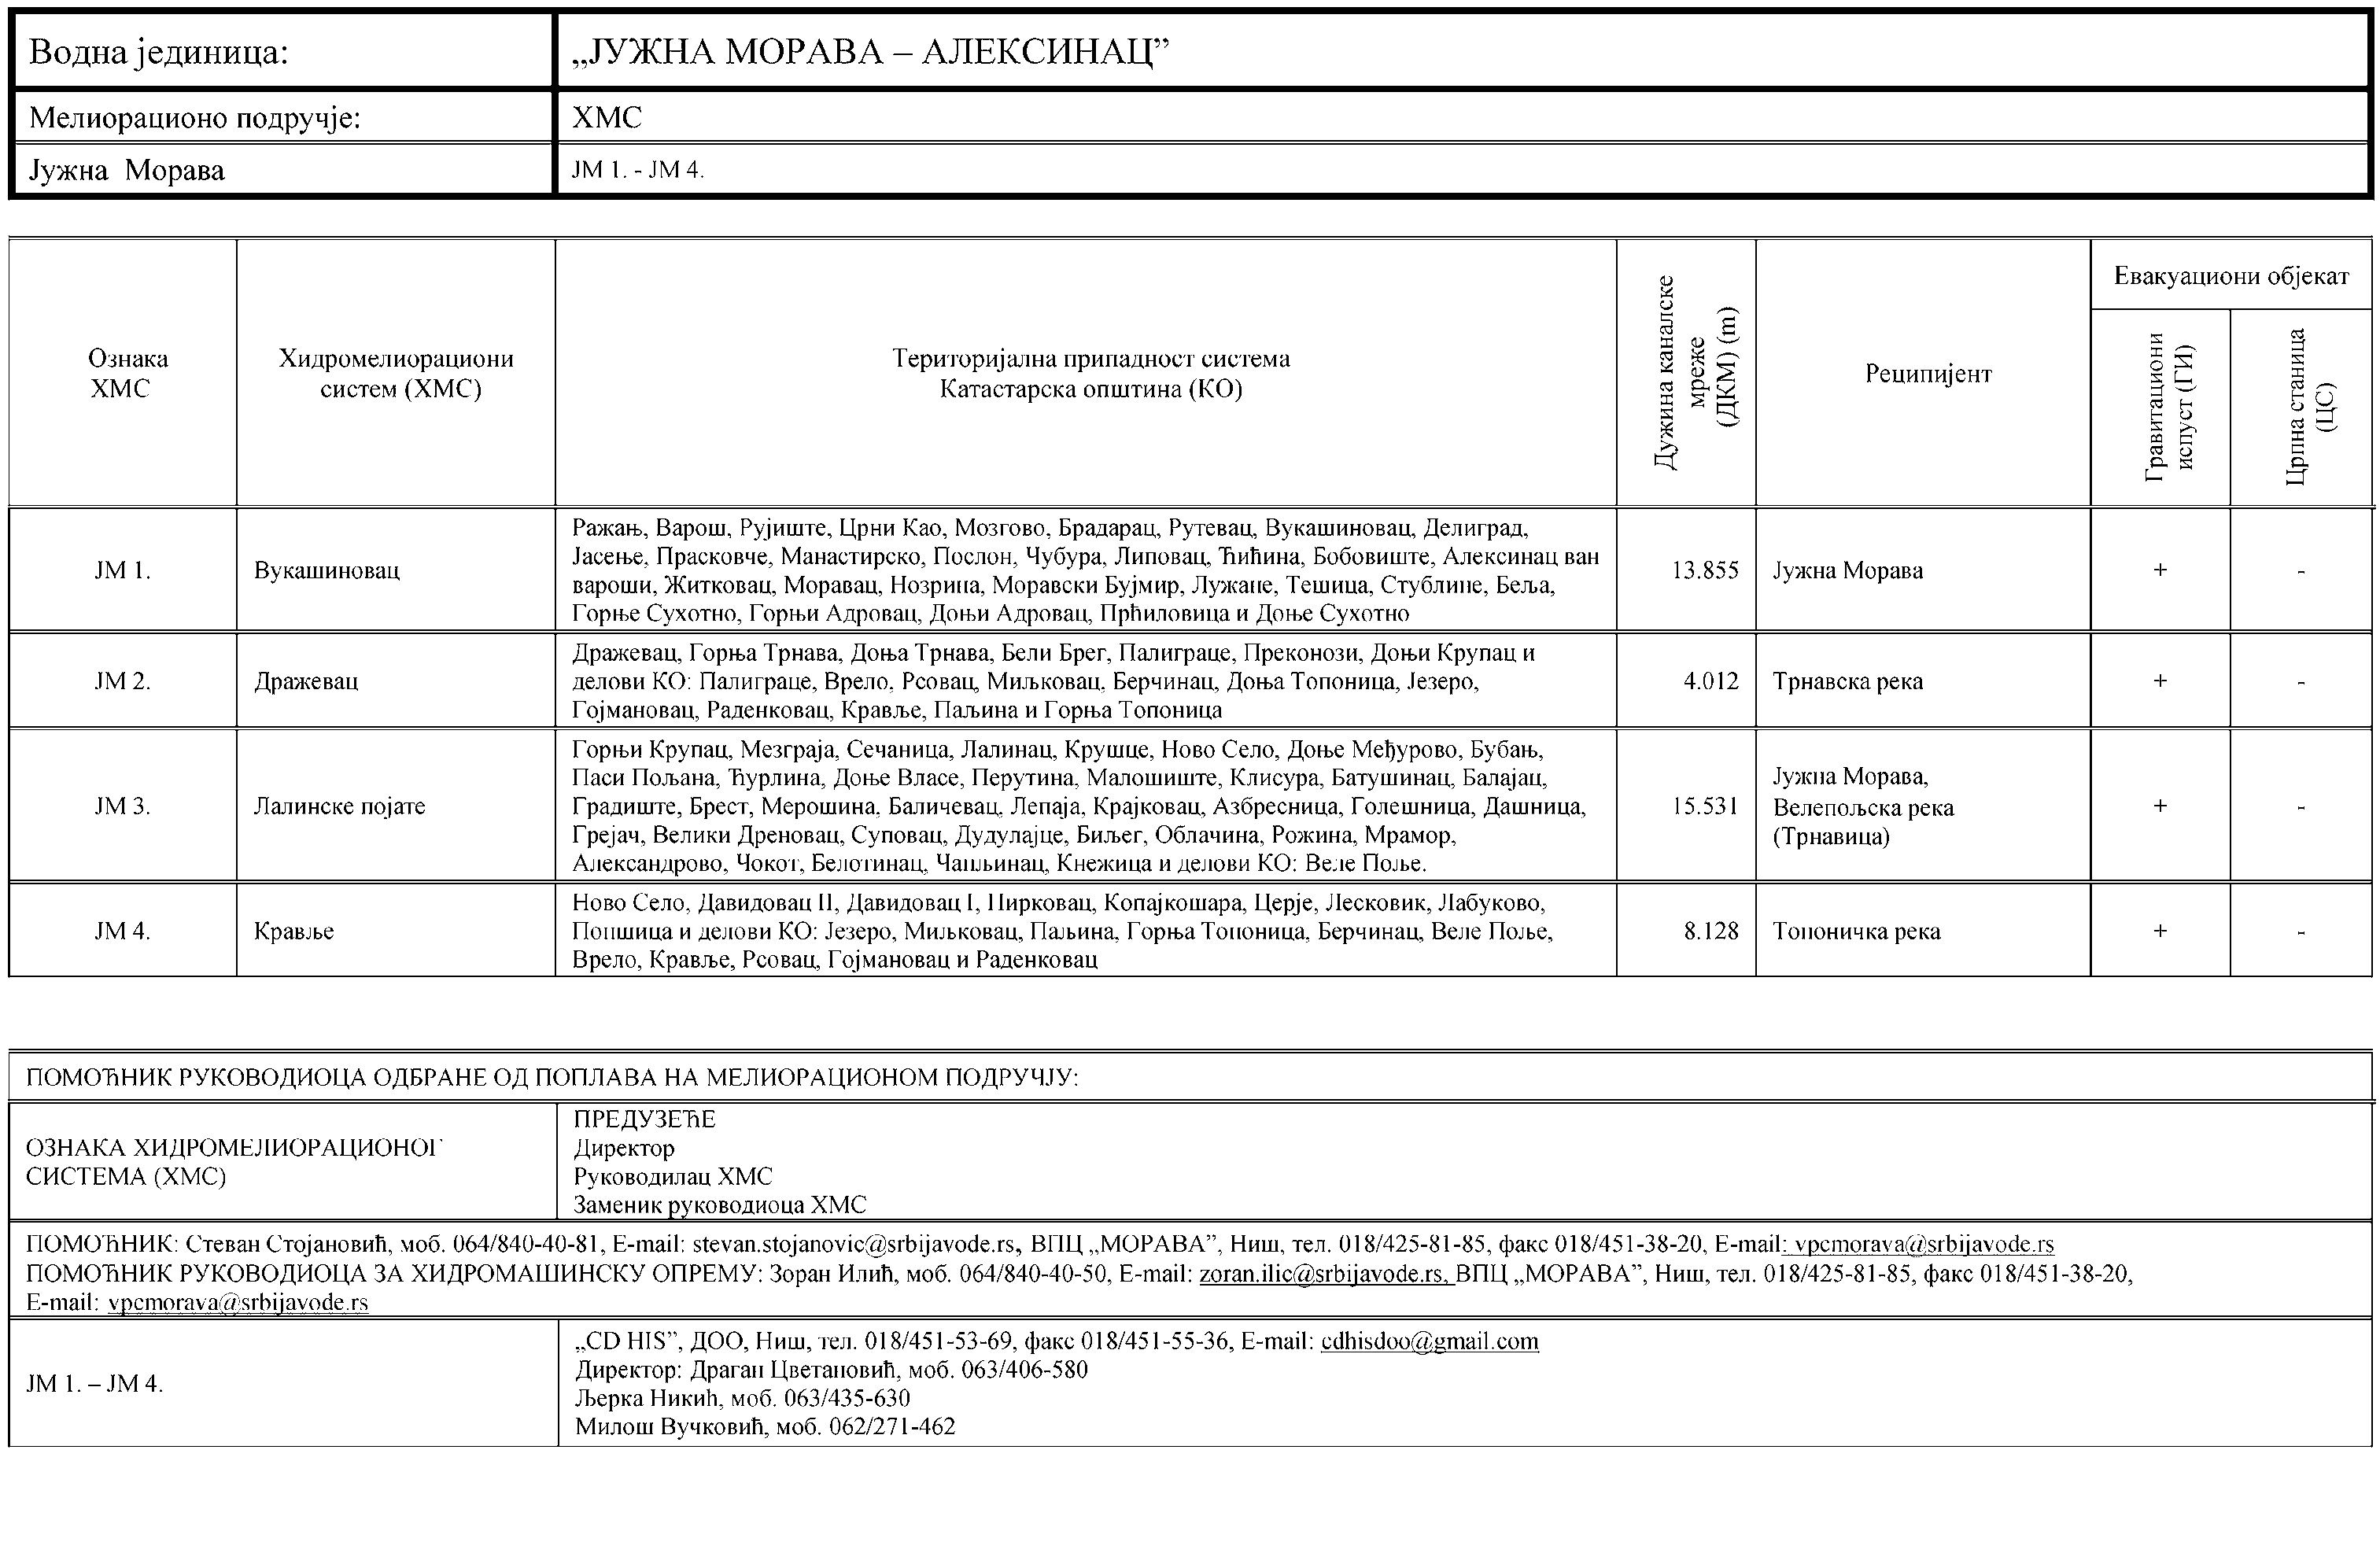 Водна јединица:
„ЈУЖНА МОРАВА – АЛЕКСИНАЦ”
Мелиорационо подручје:
ХМС
Јужна Морава
ЈМ 1. - ЈМ 4.
Ознака
ХМС
Хидромелиорациони
систем (ХМС)
Територијална припадност система
Катастарска општина (КО)
Дужина каналске
мреже
(ДКМ) (m)
Реципијент
Евакуациони објекат
Гравитациони
испуст (ГИ)
Црпна станица
(ЦС)
ЈМ 1.
Вукашиновац
Ражањ, Варош, Рујиште, Црни Као, Мозгово, Брадарац, Рутевац, Вукашиновац, Делиград,
Јасење, Прасковче, Манастирско, Послон, Чубура, Липовац, Ћићина, Бобовиште, Алексинац ван
вароши, Житковац, Моравац, Нозрина, Моравски Бујмир, Лужане, Тешица, Стублине, Беља,
Горње Сухотно, Горњи Адровац, Доњи Адровац, Прћиловица и Доње Сухотно
13.855
Јужна Морава
+
-
ЈМ 2.
Дражевац
Дражевац, Горња Трнава, Доња Трнава, Бели Брег, Палиграце, Преконози, Доњи Крупац и
делови КО: Палиграце, Врело, Рсовац, Миљковац, Берчинац, Доња Топоница, Језеро,
Гојмановац, Раденковац, Кравље, Паљина и Горња Топоница
4.012
Трнавска река
+
-
ЈМ 3.
Лалинске појате
Горњи Крупац, Мезграја, Сечаница, Лалинац, Крушце, Ново Село, Доње Међурово, Бубањ,
Паси Пољана, Ћурлина, Доње Власе, Перутина, Малошиште, Клисура, Батушинац, Балајац,
Градиште, Брест, Мерошина, Баличевац, Лепаја, Крајковац, Азбресница, Голешница, Дашница,
Грејач, Велики Дреновац, Суповац, Дудулајце, Биљег, Облачина, Рожина, Мрамор,
Александрово, Чокот, Белотинац, Чапљинац, Кнежица и делови КО: Веле Поље.
15.531
Јужна Морава,
Велепољска река
(Трнавица)
+
-
ЈМ 4.
Кравље
Ново Село, Давидовац II, Давидовац I, Пирковац, Копајкошара, Церје, Лесковик, Лабуково,
Попшица и делови КО: Језеро, Миљковац, Паљина, Горња Топоница, Берчинац, Веле Поље,
Врело, Кравље, Рсовац, Гојмановац и Раденковац
8.128
Топоничка река
+
-
ПОМОЋНИК РУКОВОДИОЦА ОДБРАНЕ ОД ПОПЛАВА НА МЕЛИОРАЦИОНОМ ПОДРУЧЈУ:
ОЗНАКА ХИДРОМЕЛИОРАЦИОНОГ
СИСТЕМА (ХМС)
ПРЕДУЗЕЋЕ
Директор
Руководилац ХМС
Заменик руководиоца ХМС
ПОМОЋНИК: Стеван Стојановић, моб. 064/840-40-81, E-mail: stevan.stojanovic@srbijavode.rs, ВПЦ „МОРАВА”, Ниш, тел. 018/425-81-85, факс 018/451-38-20, E-mail: vpcmorava@srbijavode.rs
ПОМОЋНИК РУКОВОДИОЦА ЗА ХИДРОМАШИНСКУ ОПРЕМУ: Зоран Илић, моб. 064/840-40-50, E-mail: zoran.ilic@srbijavode.rs, ВПЦ „МОРАВА”, Ниш, тел. 018/425-81-85, факс 018/451-38-20,
E-mail: vpcmorava@srbijavode.rs
ЈМ 1. – ЈМ 4.
„CD HIS”, ДОО, Ниш, тел. 018/451-53-69, факс 018/451-55-36, E-mail: cdhisdoo@gmail.com
Директор: Драган Цветановић, моб. 063/406-580
Љерка Никић, моб. 063/435-630
Милош Вучковић, моб. 062/271-462